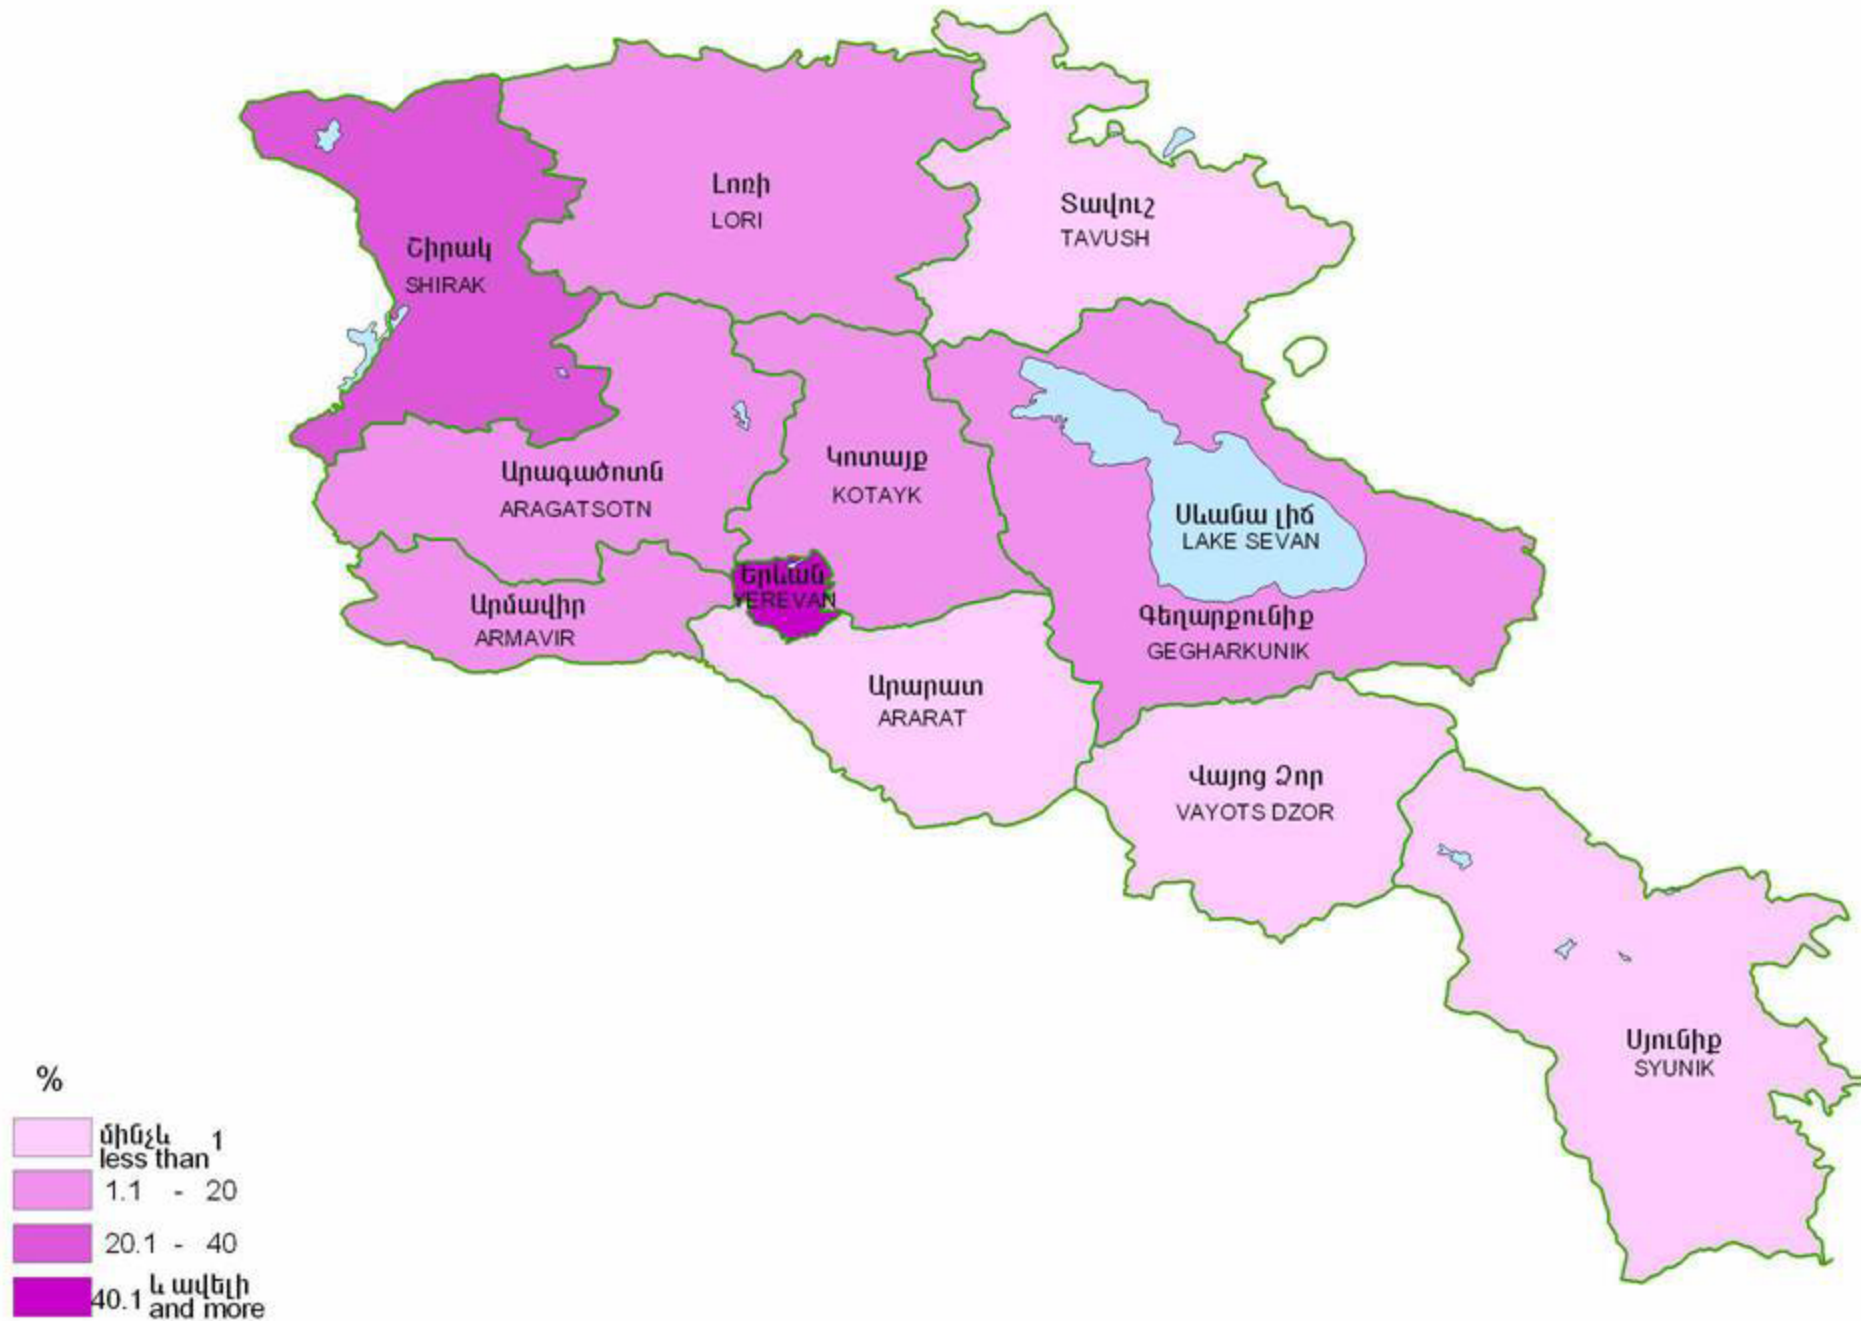 Լոռի
LORI
Տավուշ
TAVUSH
Շիրակ
SHIRAK
Արագածոտն
ARAGATSOTN
Կոտայք
KOTAYK
Սևանա լիճ
LAKE SEVAN
Երևան
YEREVAN
Արմավիր
ARMAVIR
Գեղարքունիք
GEGHARKUNIK
Արարատ
ARARAT
Վայոց Ձոր
VAYOTS DZOR
Սյունիք
SYUNIK
%
մինչև 1
less than
1.1 - 20
20.1 - 40
40.1 և ավելի
and more